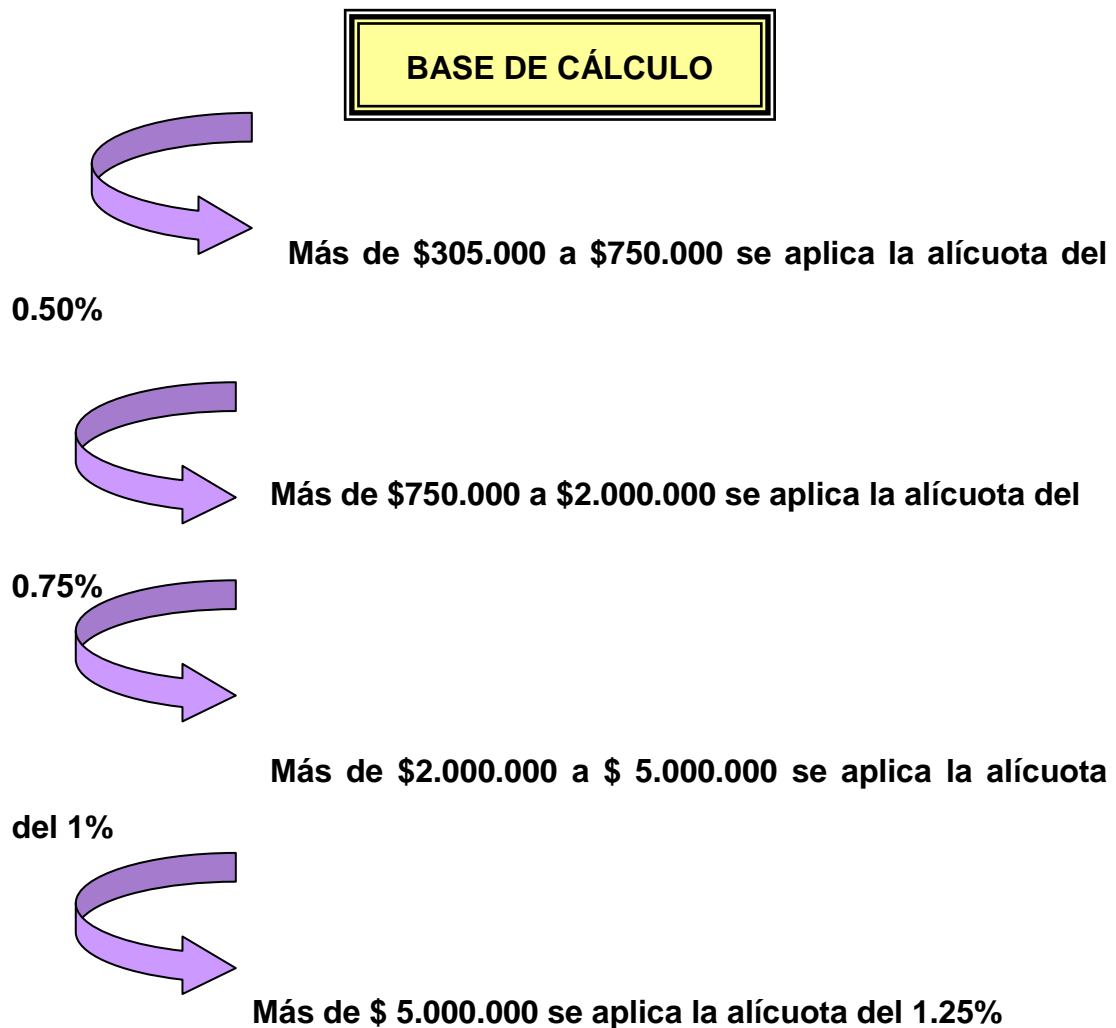 BASE DE CÁLCULO
Más de $305.000 a $750.000 se aplica la alícuota del
0.50%
Más de $750.000 a $2.000.000 se aplica la alícuota del
0.75%
Más de $2.000.000 a $ 5.000.000 se aplica la alícuota
del 1%
Más de $ 5.000.000 se aplica la alícuota del 1.25%